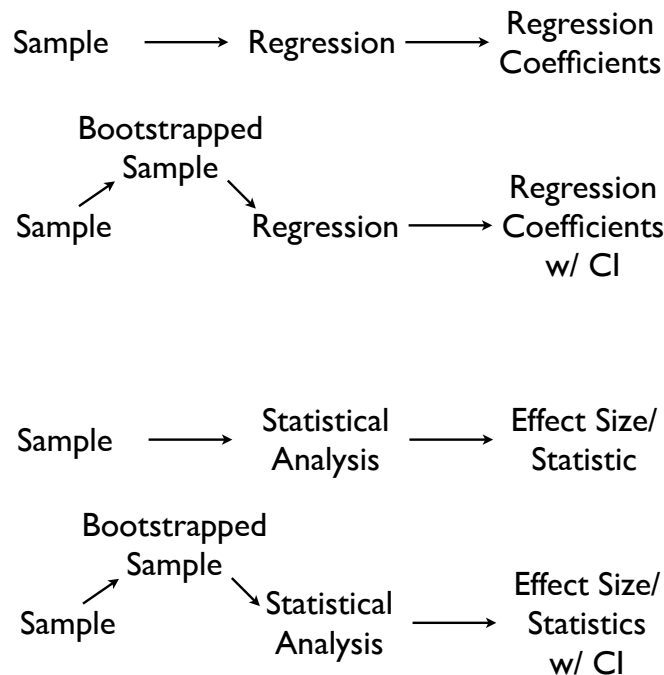 Sample
Regression
Regression
Coefficients
Bootstrapped
Sample
Sample
Regression
Regression
Coefficients
w/ CI
Sample
Statistical
Analysis
Effect Size/
Statistic
Bootstrapped
Sample
Sample
Statistical
Analysis
Effect Size/
Statistics
w/ CI